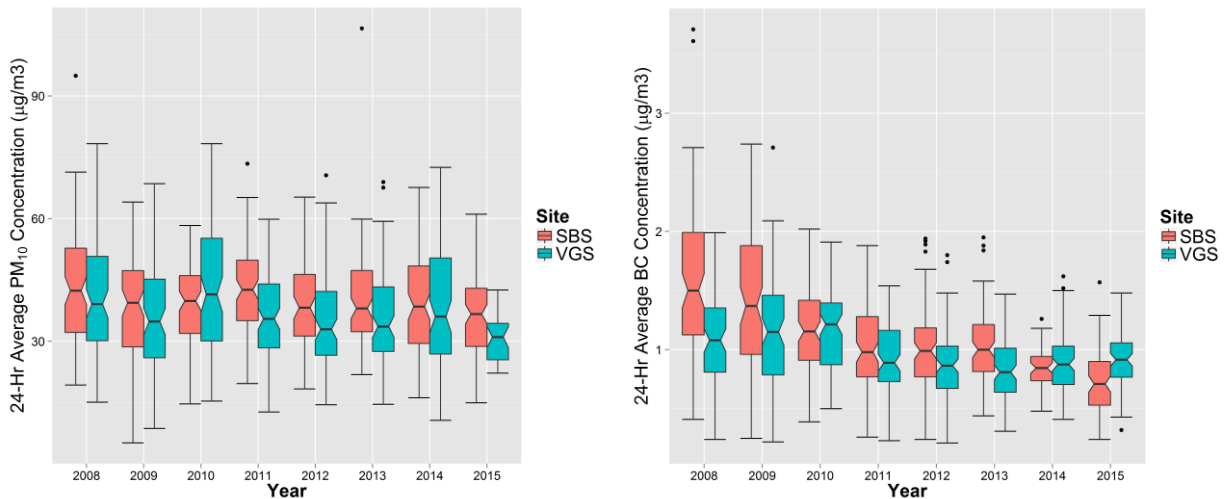 24-Hr Average PM10 Concentration (μg/m3)
90
60
30
2008 2009 2010 2011 2012 2013 2014 2015
Year
Site
SBS
VGS
24-Hr Average BC Concentration (μg/m3)
3
2
1
2008 2009 2010 2011 2012 2013 2014 2015
Year
Site
SBS
VGS